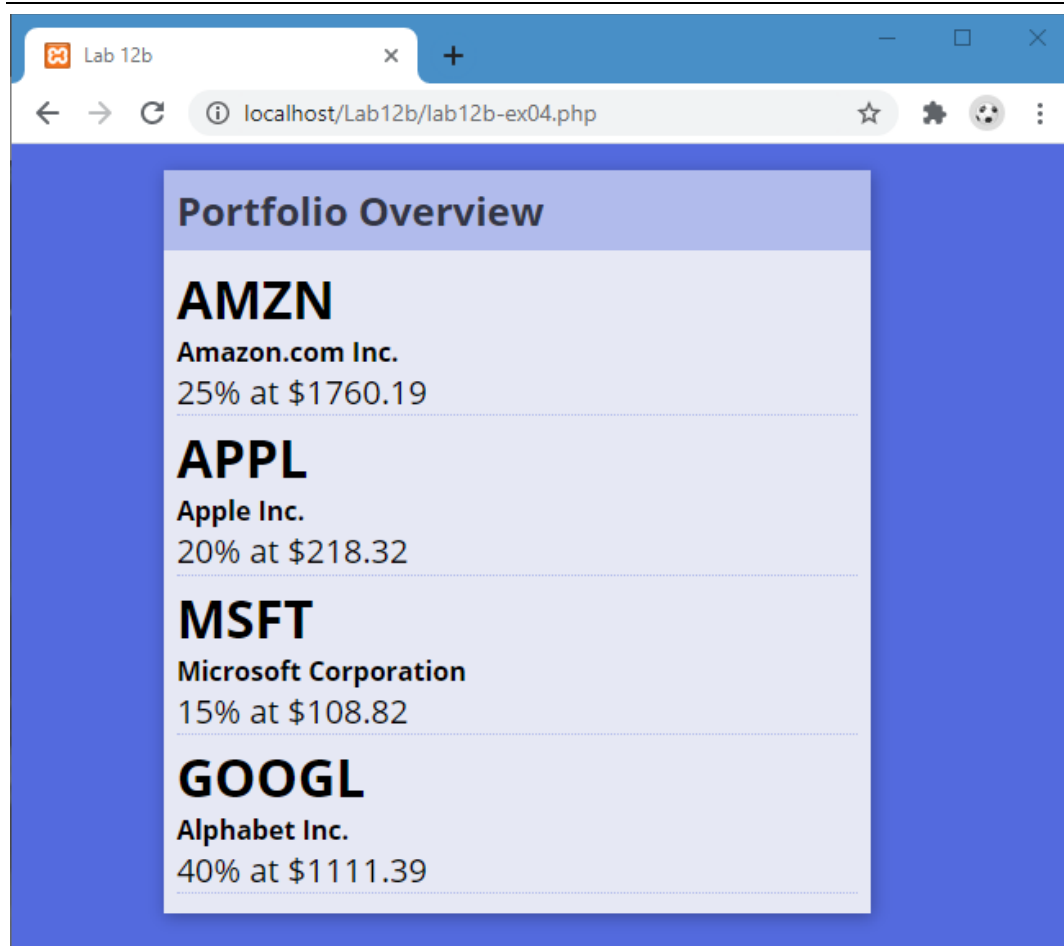 Lab 12b
localhost/Lab12b/lab12b-ex04.php
Portfolio Overview
AMZN
Amazon.com Inc.
25% at $1760.19
APPL
Apple Inc.
20% at $218.32
MSFT
Microsoft Corporation
15% at $108.82
GOOGL
Alphabet Inc.
40% at $1111.39